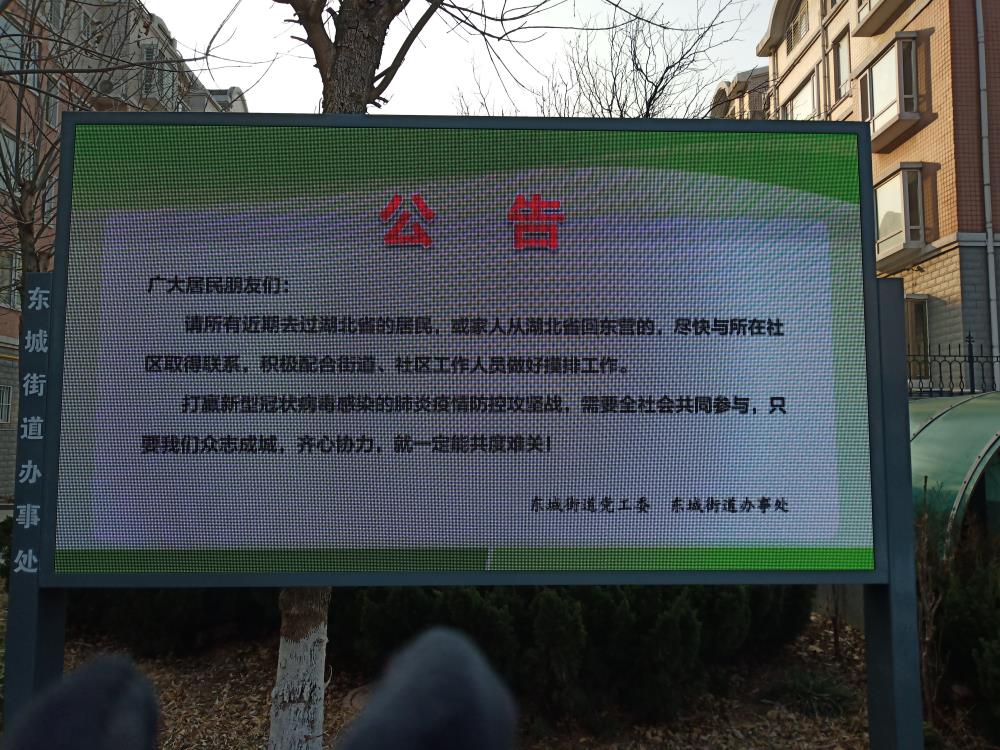 公 告
广大居民朋友们：
请所有近期去过湖北省的居民，或家人从湖北省回东营的，尽快与所在社
区取得联系，积极配合街道、社区工作人员做好摸排工作。
打赢新型冠状病毒感染的肺炎疫情防控攻坚战，需要全社会共同参与，只
要我们众志成城，齐心协力，就一定能共度难关！
东城街道党工委 东城街道办事处
东城街道办事处